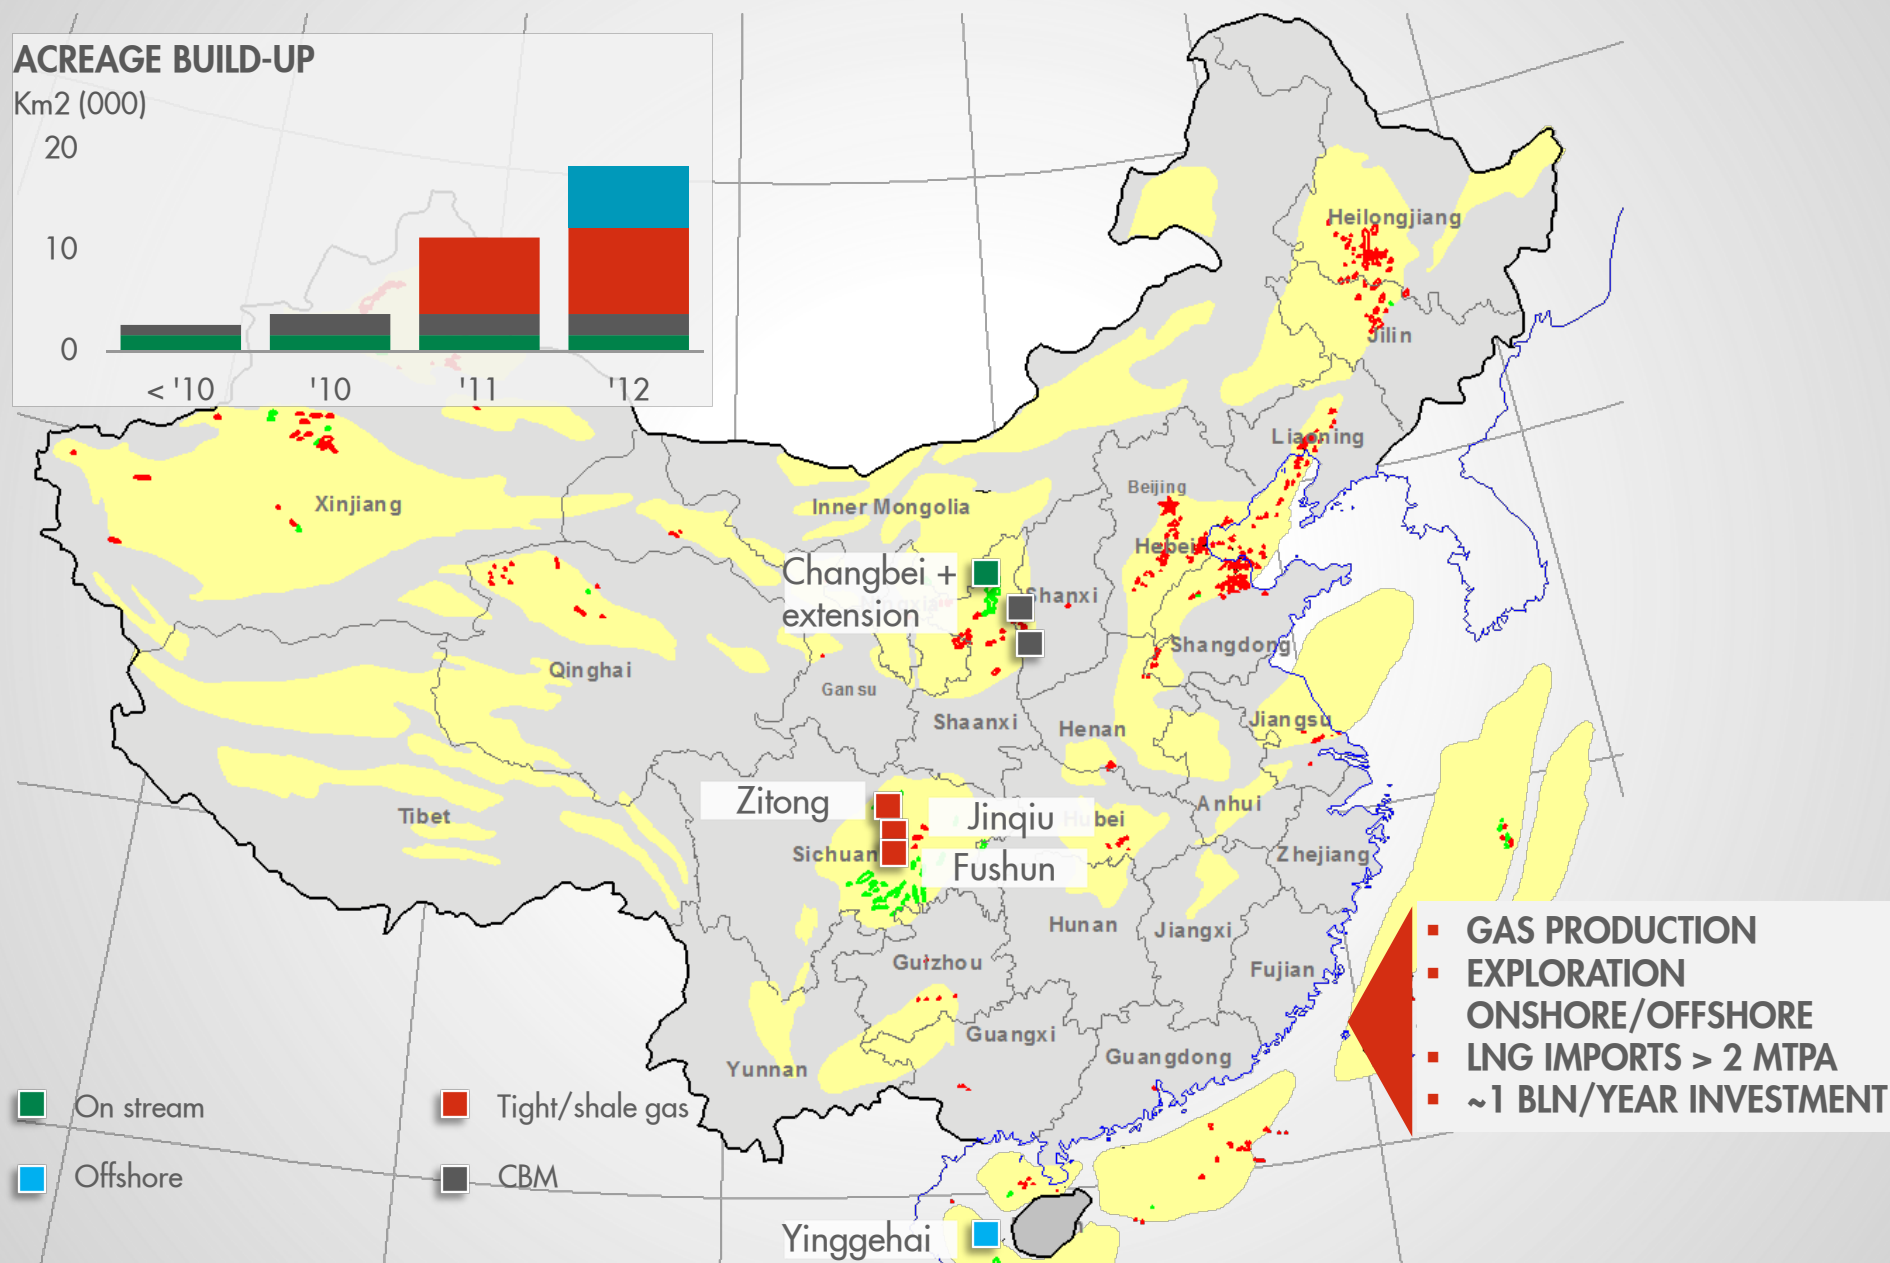 ACREAGE BUILD-UP
Km2 (000)
20
10
0
< '10
'10
'11
'12
Heilongjiang
Jilin
Liaoning
Beijing
Hebei
Xinjiang
Inner Mongolia
Changbei +
extension
Shanxi
Shangdong
Qinghai
Gansu
Shaanxi
Henan
Jiangsu
Tibet
Zitong
Jinqiu
Hubei
Anhui
Sichuan
Fushun
Zhejiang
Hunan
Jiangxi
Guizhou
Fujian
Guangxi
Guangdong
Yunnan
GAS PRODUCTION
EXPLORATION
ONSHORE/OFFSHORE
LNG IMPORTS > 2 MTPA
~1 BLN/YEAR INVESTMENT
On stream
Tight/shale gas
Offshore
CBM
Yinggehai